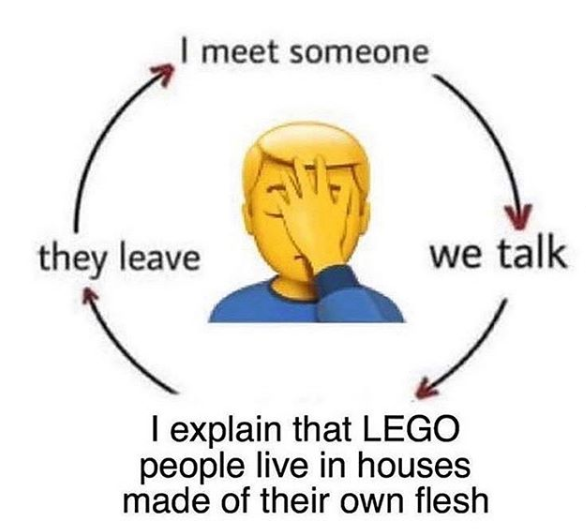 I meet someone
we talk
I explain that LEGO
people live in houses
made of their own flesh
they leave